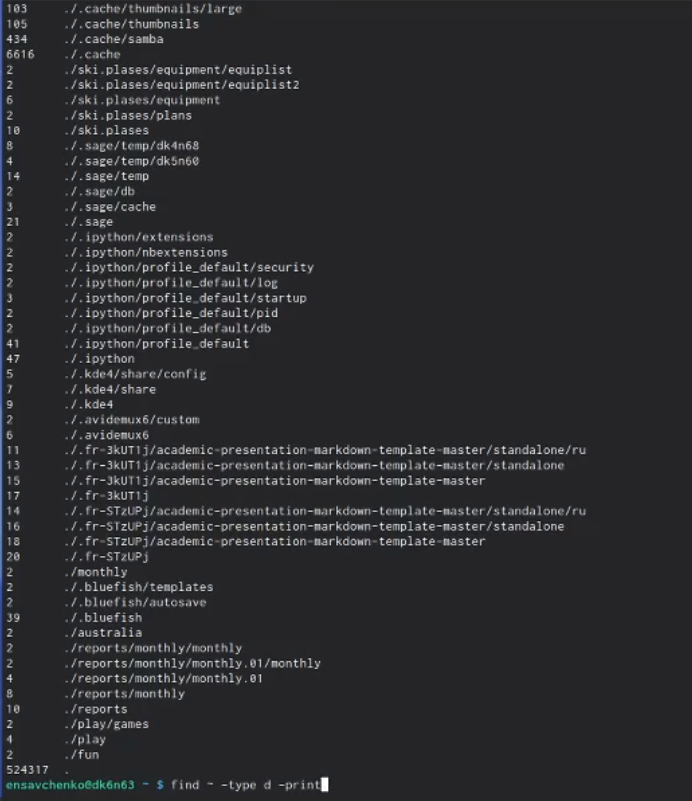 103 ./.cache/thumbnails/large
105 ./.cache/thumbnails
434 ./.cache/samba
6616 ./.cache
2 ./ski.plases/equipment/equiplist
2 ./ski.plases/equipment/equiplist2
6 ./ski.plases/equipment
2 ./ski.plases/plans
10 ./ski.plases
8 ./.sage/temp/dk4n68
4 ./.sage/temp/dk5n60
14 ./.sage/temp
2 ./.sage/db
3 ./.sage/cache
21 ./.sage
2 ./.ipython/extensions
2 ./.ipython/nbextensions
2 ./.ipython/profile_default/security
2 ./.ipython/profile_default/log
3 ./.ipython/profile_default/startup
2 ./.ipython/profile_default/pid
2 ./.ipython/profile_default/db
41 ./.ipython/profile_default
47 ./.ipython
5 ./.kde4/share/config
7 ./.kde4/share
9 ./.kde4
2 ./.avidemux6/custom
6 ./.avidemux6
11 ./.fr-3kUT1j/academic-presentation-markdown-template-master/standalone/ru
13 ./.fr-3kUT1j/academic-presentation-markdown-template-master/standalone
15 ./.fr-3kUT1j/academic-presentation-markdown-template-master
17 ./.fr-3kUT1j
14 ./.fr-STzUPj/academic-presentation-markdown-template-master/standalone/ru
16 ./.fr-STzUPj/academic-presentation-markdown-template-master/standalone
18 ./.fr-STzUPj/academic-presentation-markdown-template-master
20 ./.fr-STzUPj
2 ./monthly
2 ./.bluefish/templates
2 ./.bluefish/autosave
39 ./.bluefish
2 ./australia
2 ./reports/monthly/monthly
2 ./reports/monthly/monthly.01/monthly
4 ./reports/monthly/monthly.01
8 ./reports/monthly
10 ./reports
2 ./play/games
4 ./play
2 ./fun
524317 .
ensavchenko@dk6n63 ~ $ find ~ -type d -print